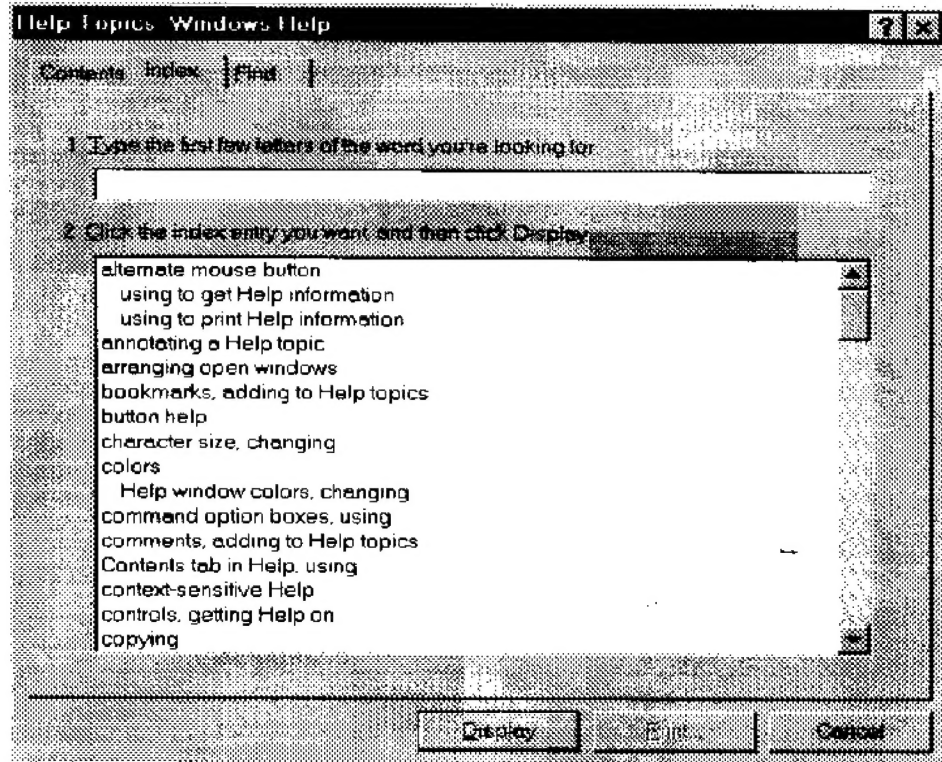 Help Topics: Windows Help
Contents Index Find
1 Type the first few letters of the word you're looking for.
2 Click the index entry you want, and then click Display.
alternate mouse button
using to get Help information
using to print Help information
annotating a Help topic
arranging open windows
bookmarks, adding to Help topics
button help
character size, changing
colors
Help window colors, changing
command option boxes, using
comments, adding to Help topics
Contents tab in Help, using
context-sensitive Help
controls, getting Help on
copying
Display Print... Cancel